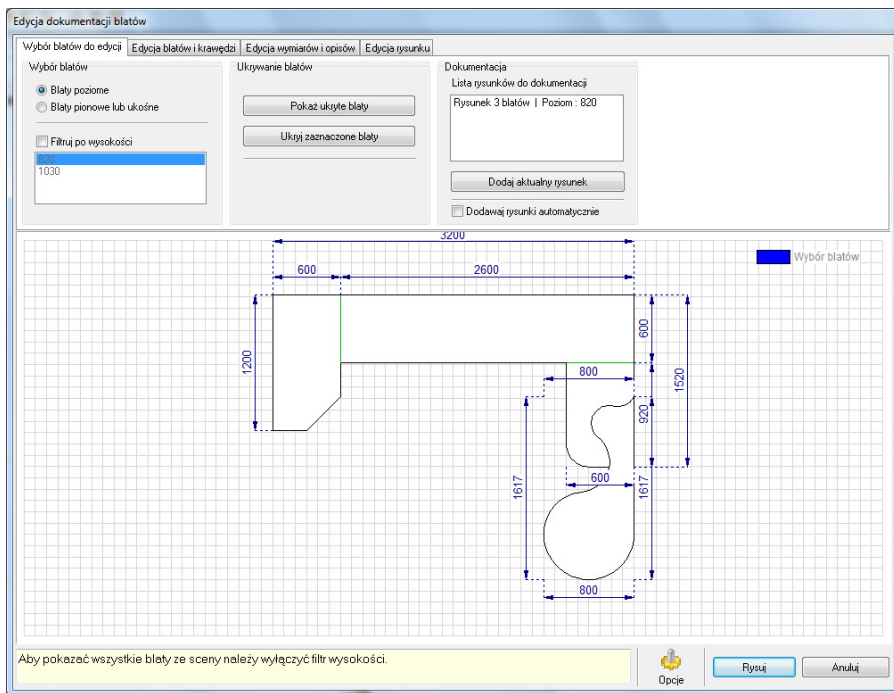 Edycja dokumentacji blatów
Wybór blatów do edycji
Edycja blatów i krawędzi
Edycja wymiarów i opisów
Edycja rysunku
Wybór blatów
Blaty poziome
Blaty pionowe lub ukośne
Filtruj po wysokości
820
1030
Ukrywanie blatów
Pokaż ukryte blaty
Ukryj zaznaczone blaty
Dokumentacja
Lista rysunków do dokumentacji
Rysunek 3 blatów | Poziom : 820
Dodaj aktualny rysunek
Dodawaj rysunki automatycznie
3200
Wybór blatów
600
2600
600
1200
1520
800
920
600
1617
1617
800
Aby pokazać wszystkie blaty ze sceny należy wyłączyć filtr wysokości.
Opcje
Rysuj
Anuluj